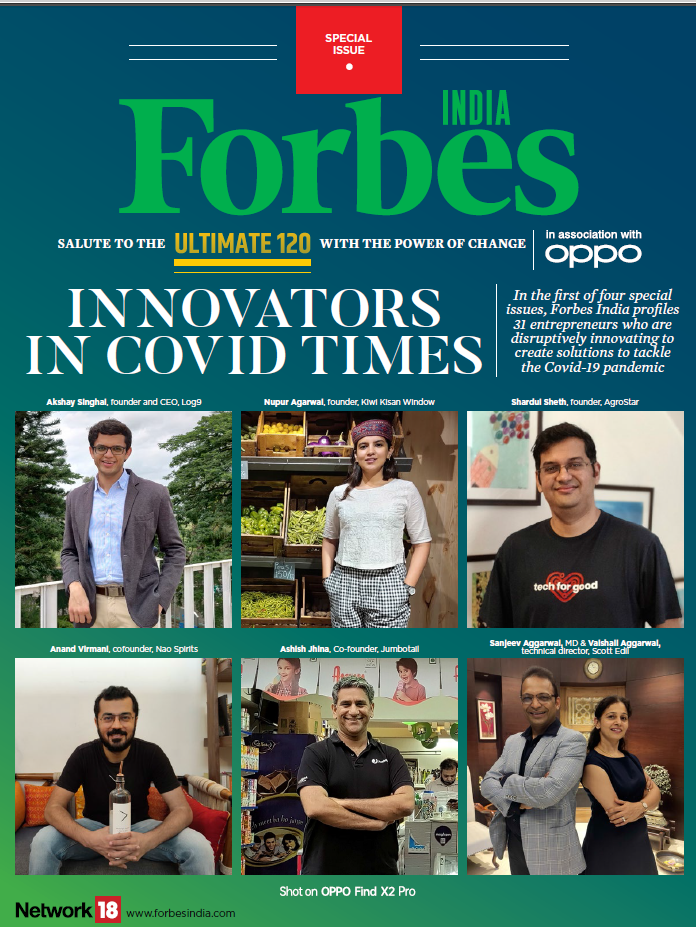 SPECIAL
ISSUE
INDIA
Forbes
SALUTE TO THE ULTIMATE 120 WITH THE POWER OF CHANGE
in association with
oppo
INNOVATORS
IN COVID TIMES
In the first of four special
issues, Forbes India profiles
31 entrepreneurs who are
disruptively innovating to
create solutions to tackle
the Covid-19 pandemic
Akshay Singhal, founder and CEO, Log9
Nupur Agarwal, founder, Kiwi Kisan Window
Shardul Sheth, founder, AgroStar
tech for good
Anand Virmani, cofounder, Nao Spirits
Ashish Jhina, Co-founder, Jumbotail
Sanjeev Aggarwal, MD & Vaishali Aggarwal,
technical director, Scott Edil
Shot on OPPO Find X2 Pro
Network 18 www.forbesindia.com